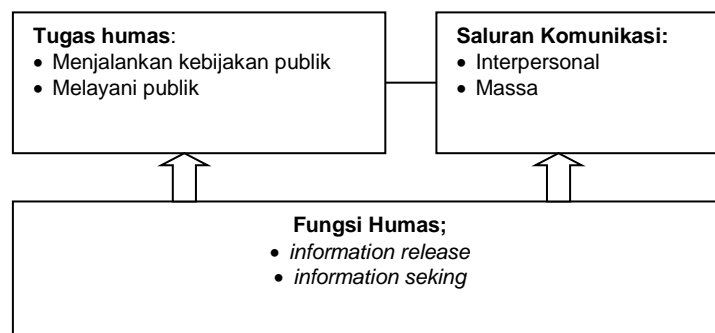 Tugas humas:
• Menjalankan kebijakan publik
• Melayani publik
Saluran Komunikasi:
• Interpersonal
• Massa
Fungsi Humas;
• information release
• information seking